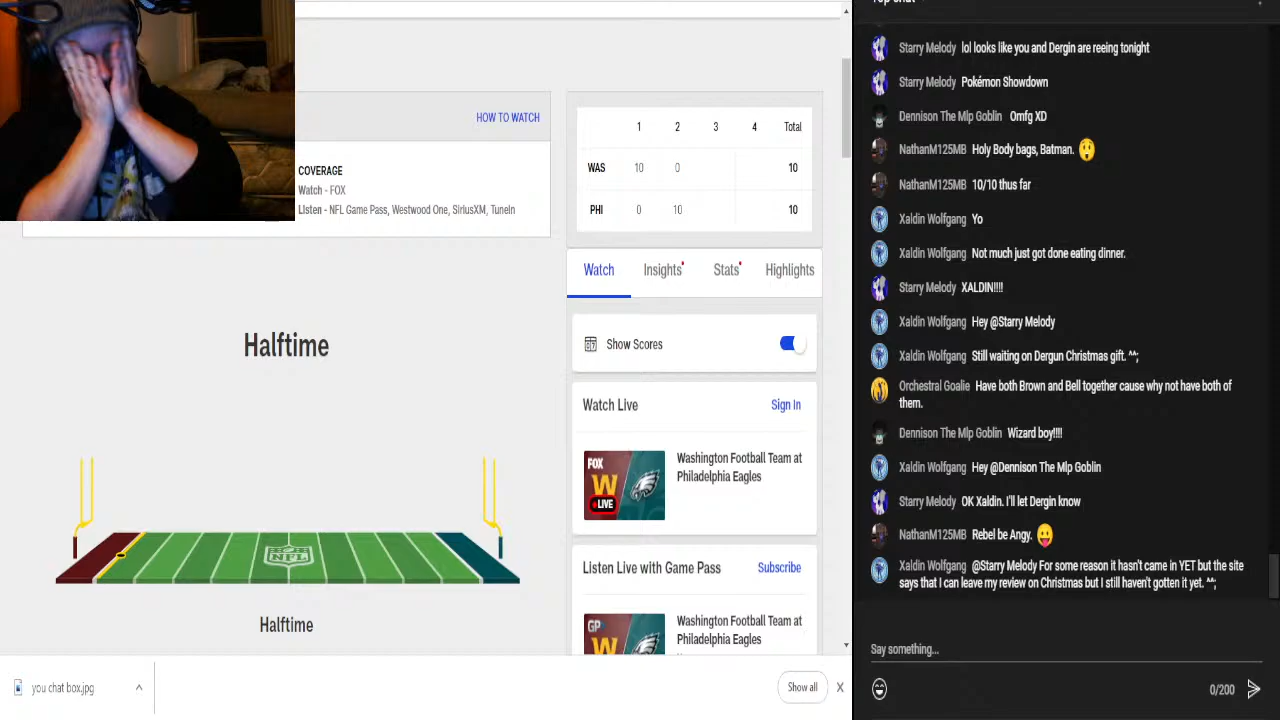 Starry Melody lol looks like you and Dergin are reeing tonight
Starry Melody Pokémon Showdown
Dennison The Mlp Goblin Omfg XD
NathanM125MB Holy Body bags, Batman.
NathanM125MB 10/10 thus far
Xaldin Wolfgang Yo
Xaldin Wolfgang Not much just got done eating dinner.
Starry Melody XALDIN!!!!
Xaldin Wolfgang Hey @Starry Melody
Xaldin Wolfgang Still waiting on Dergun Christmas gift. ^^;
Orchestral Goalie Have both Brown and Bell together cause why not have both of
them.
Dennison The Mlp Goblin Wizard boy!!!!
Xaldin Wolfgang Hey @Dennison The Mlp Goblin
Starry Melody OK Xaldin. I'll let Dergin know
NathanM125MB Rebel be Angy.
Xaldin Wolfgang @Starry Melody For some reason it hasn't came in YET but the site
says that I can leave my review on Christmas but I still haven't gotten it yet. ^^;
Say something...
0/200
HOW TO WATCH
COVERAGE
Watch - FOX
Listen - NFL Game Pass, Westwood One, SiriusXM, TuneIn
1 2 3 4 Total
WAS 10 0 10
PHI 0 10 10
Watch Insights Stats Highlights
Show Scores
Watch Live Sign In
FOX
W
LIVE
Washington Football Team at
Philadelphia Eagles
Listen Live with Game Pass Subscribe
GP
W
Washington Football Team at
Philadelphia Eagles
Halftime
NFL
Halftime
you chat box.jpg
Show all
X